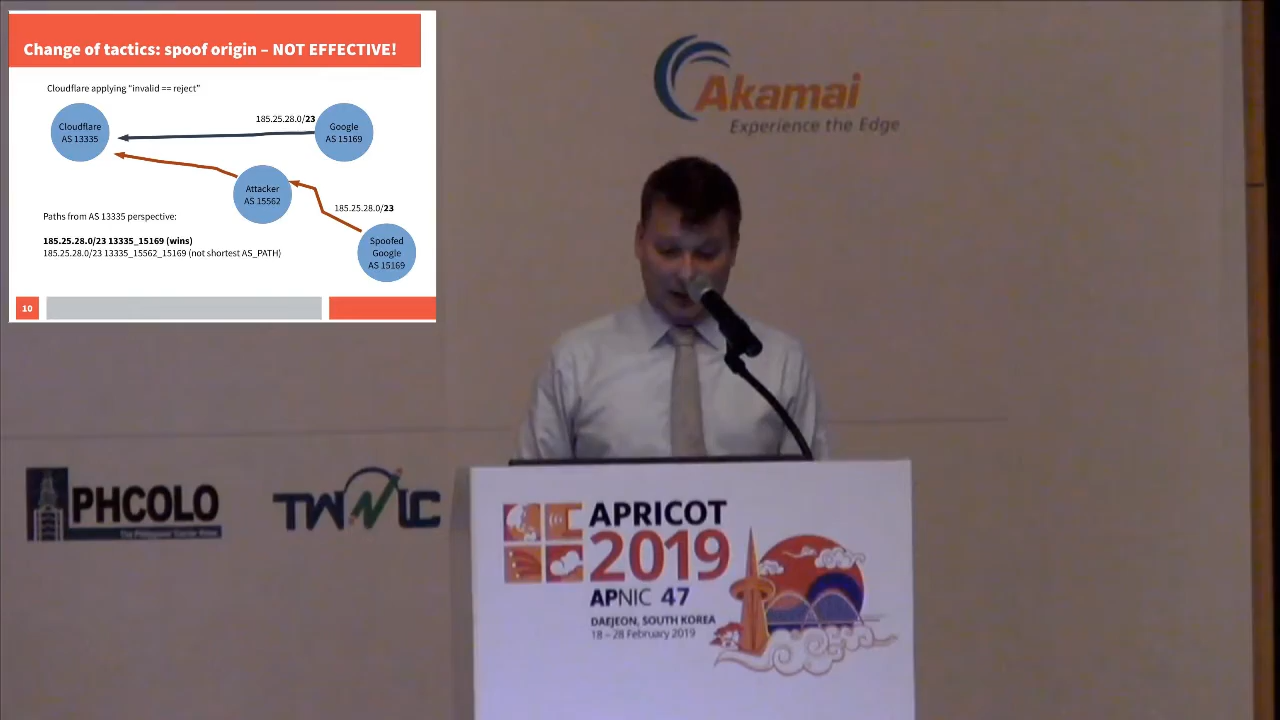 Change of tactics: spoof origin – NOT EFFECTIVE!
Cloudflare applying “invalid == reject”
Cloudflare
AS 13335
185.25.28.0/23
Google
AS 15169
Attacker
AS 15562
185.25.28.0/23
Spoofed
Google
AS 15169
Paths from AS 13335 perspective:
185.25.28.0/23 13335_15169 (wins)
185.25.28.0/23 13335_15562_15169 (not shortest AS_PATH)
10
Akamai
Experience the Edge
PHCOLO
TWNIC
APRICOT
2019
APNIC 47
DAEJEON, SOUTH KOREA
18 – 28 February 2019